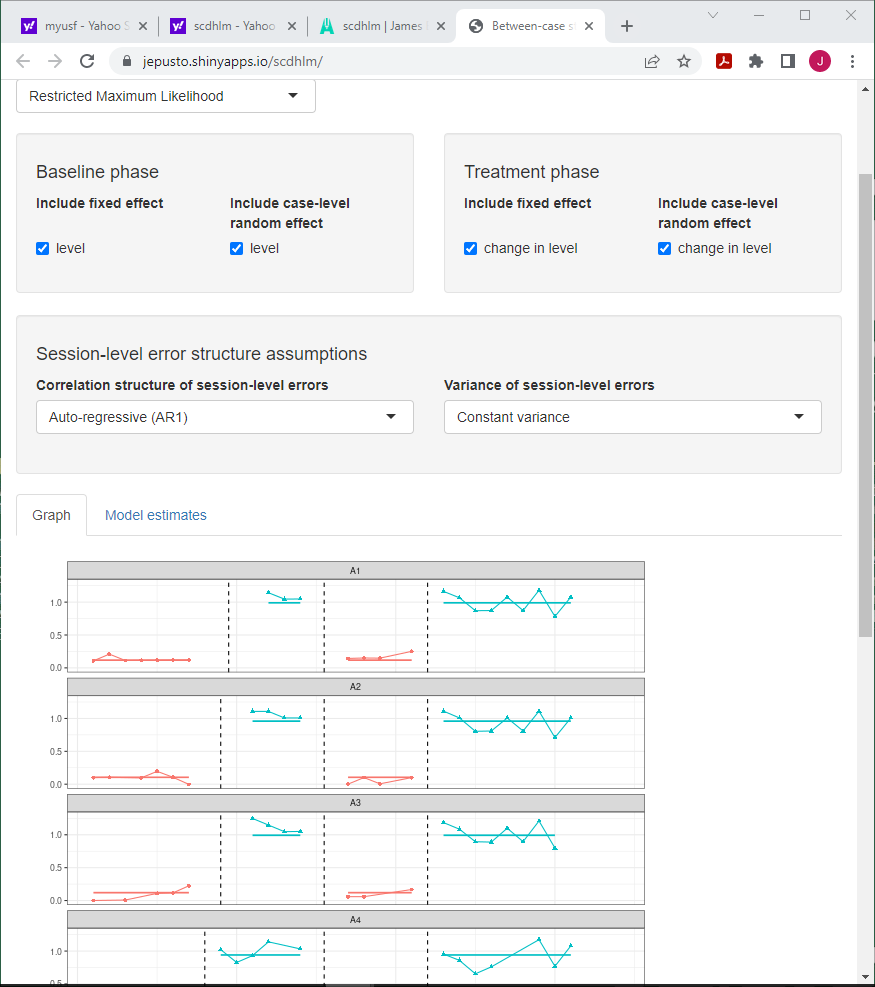 myusf - Yahoo S
scdhlm - Yahoo
scdhlm | James
Between-case s
jepusto.shinyapps.io/scdhlm/
J
Restricted Maximum Likelihood
Baseline phase
Include fixed effect
Include case-level
random effect
level
level
Treatment phase
Include fixed effect
Include case-level
random effect
change in level
change in level
Session-level error structure assumptions
Correlation structure of session-level errors
Variance of session-level errors
Auto-regressive (AR1)
Constant variance
Graph
Model estimates
A1
1.0
0.5
0.0
A2
1.0
0.5
0.0
A3
1.0
0.5
0.0
A4
1.0
0.5